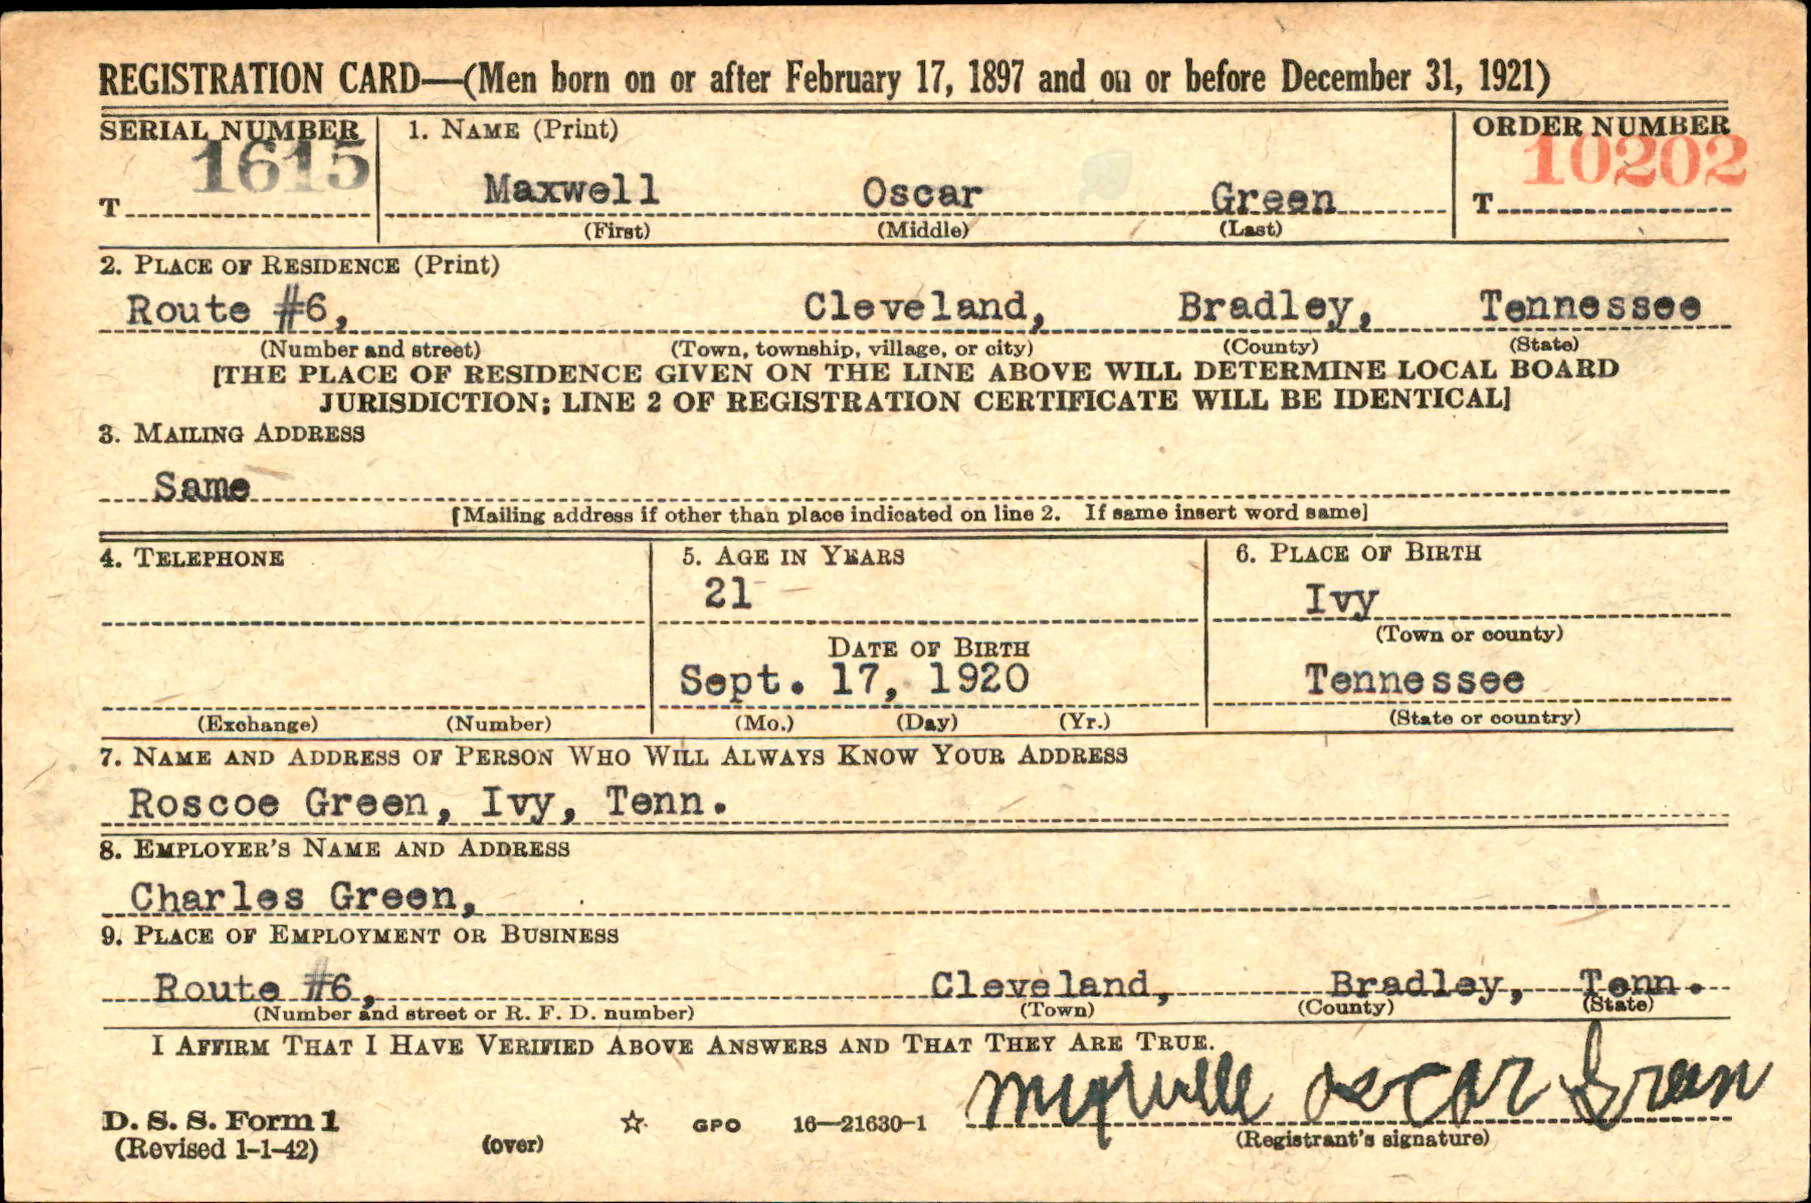 REGISTRATION CARD—(Men born on or after February 17, 1897 and on or before December 31, 1921)
SERIAL NUMBER 1. NAME (Print) ORDER NUMBER
1615 10202
T Maxwell Oscar Green T
(First) (Middle) (Last)
2. PLACE OF RESIDENCE (Print)
Route #6, Cleveland, Bradley, Tennessee
(Number and street) (Town, township, village, or city) (County) (State)
[THE PLACE OF RESIDENCE GIVEN ON THE LINE ABOVE WILL DETERMINE LOCAL BOARD
JURISDICTION; LINE 2 OF REGISTRATION CERTIFICATE WILL BE IDENTICAL]
3. MAILING ADDRESS
Same
[Mailing address if other than place indicated on line 2. If same insert word same]
4. TELEPHONE 5. AGE IN YEARS 6. PLACE OF BIRTH
21 Ivy
(Town or county)
DATE OF BIRTH
Sept. 17, 1920 Tennessee
(Exchange) (Number) (Mo.) (Day) (Yr.) (State or country)
7. NAME AND ADDRESS OF PERSON WHO WILL ALWAYS KNOW YOUR ADDRESS
Roscoe Green, Ivy, Tenn.
8. EMPLOYER'S NAME AND ADDRESS
Charles Green,
9. PLACE OF EMPLOYMENT OR BUSINESS
Route #6, Cleveland, Bradley, Tenn.
(Number and street or R. F. D. number) (Town) (County) (State)
I AFFIRM THAT I HAVE VERIFIED ABOVE ANSWERS AND THAT THEY ARE TRUE.
oscar Green
D. S. S. Form 1 ☆ GPO 16—21630-1
(Revised 1-1-42) (over) (Registrant's signature)